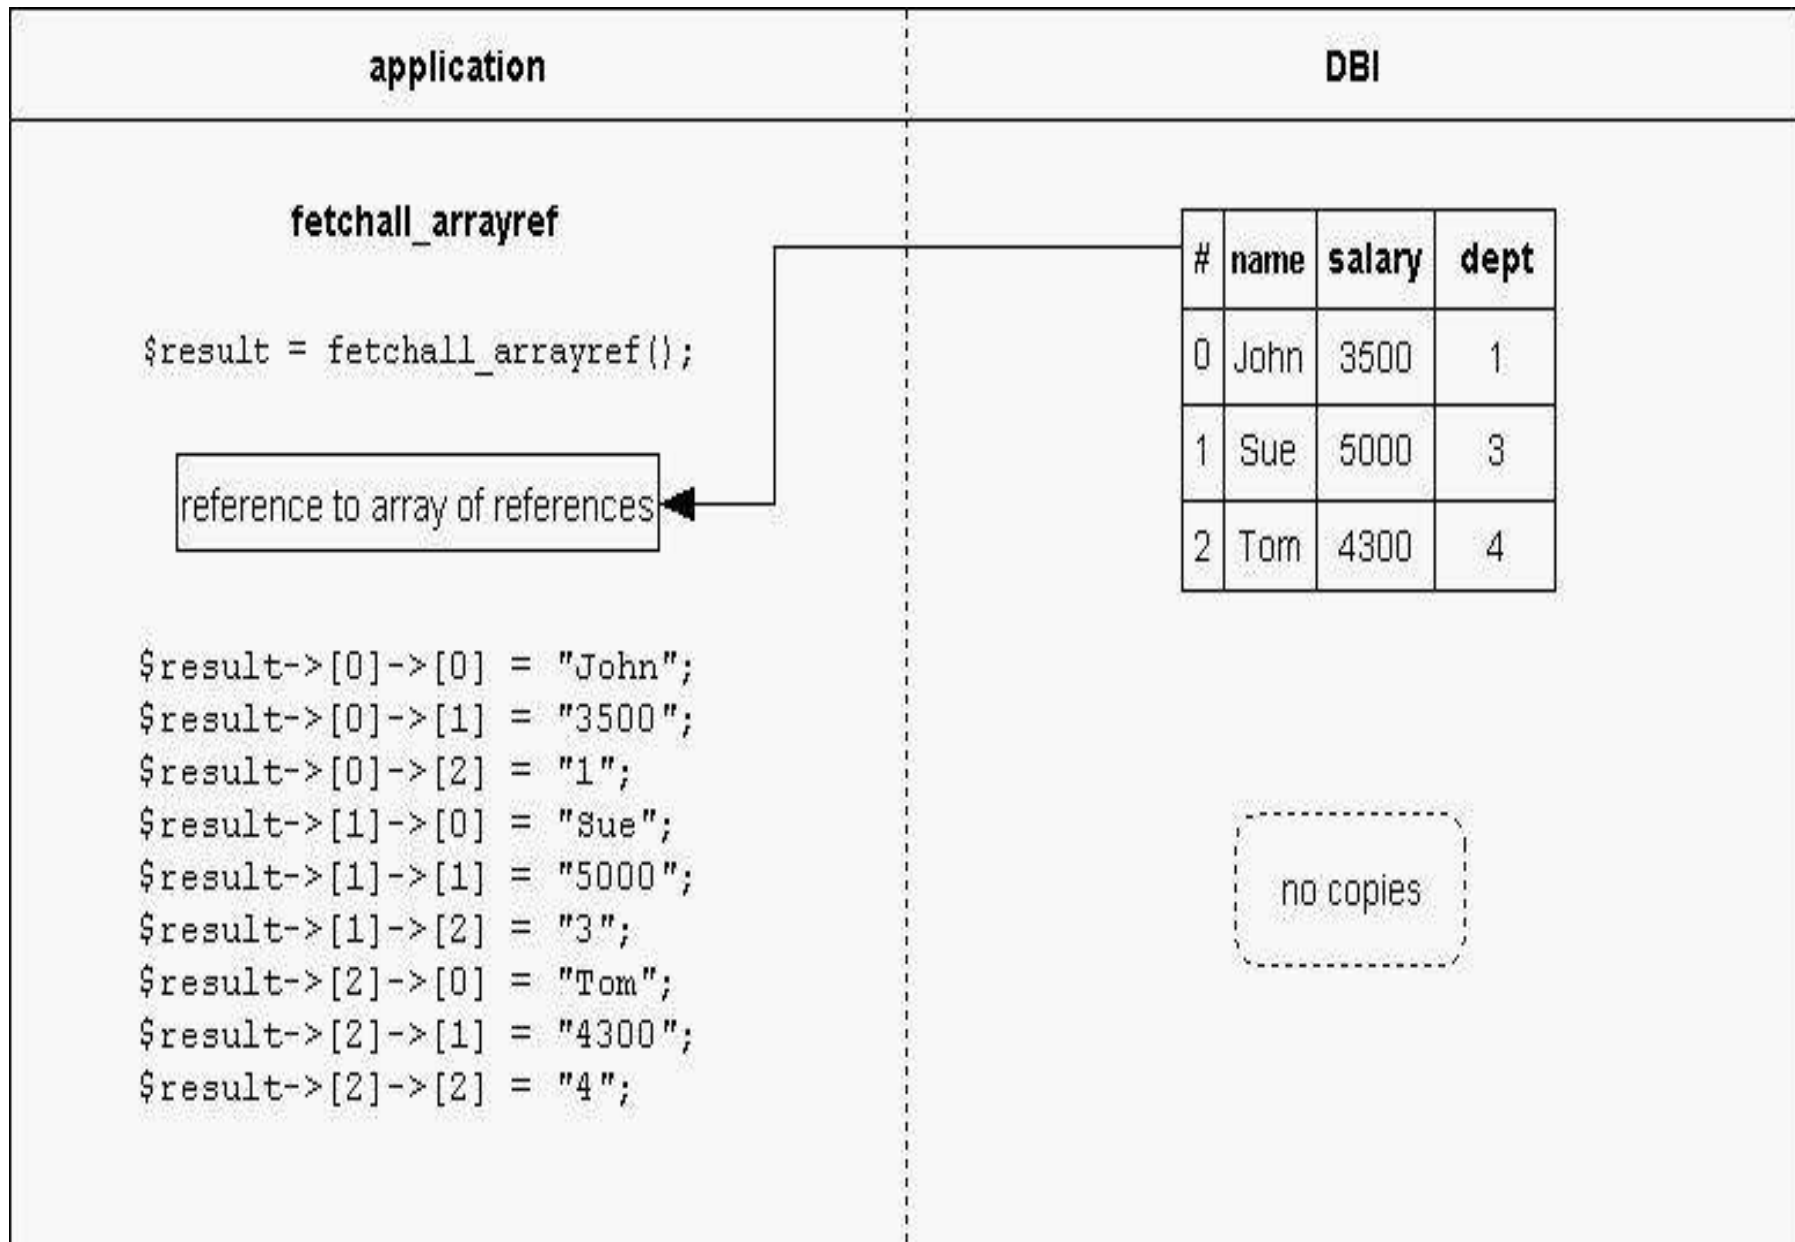 application
DBI
fetchall_arrayref
$result = fetchall_arrayref();
reference to array of references
$result->[0]->[0] = "John";
$result->[0]->[1] = "3500";
$result->[0]->[2] = "1";
$result->[1]->[0] = "Sue";
$result->[1]->[1] = "5000";
$result->[1]->[2] = "3";
$result->[2]->[0] = "Tom";
$result->[2]->[1] = "4300";
$result->[2]->[2] = "4";
# name salary dept
0 John 3500 1
1 Sue 5000 3
2 Tom 4300 4
no copies